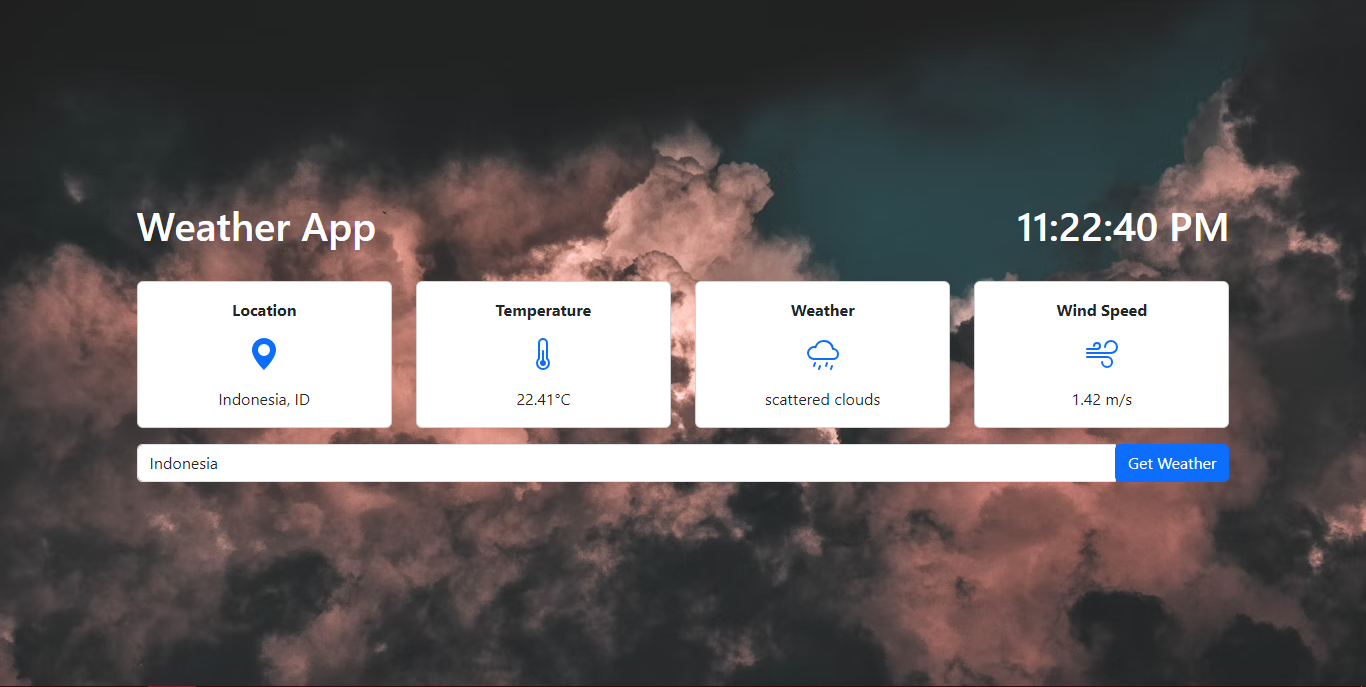 Weather App
11:22:40 PM
Location
Indonesia, ID
Temperature
22.41°C
Weather
scattered clouds
Wind Speed
1.42 m/s
Indonesia
Get Weather